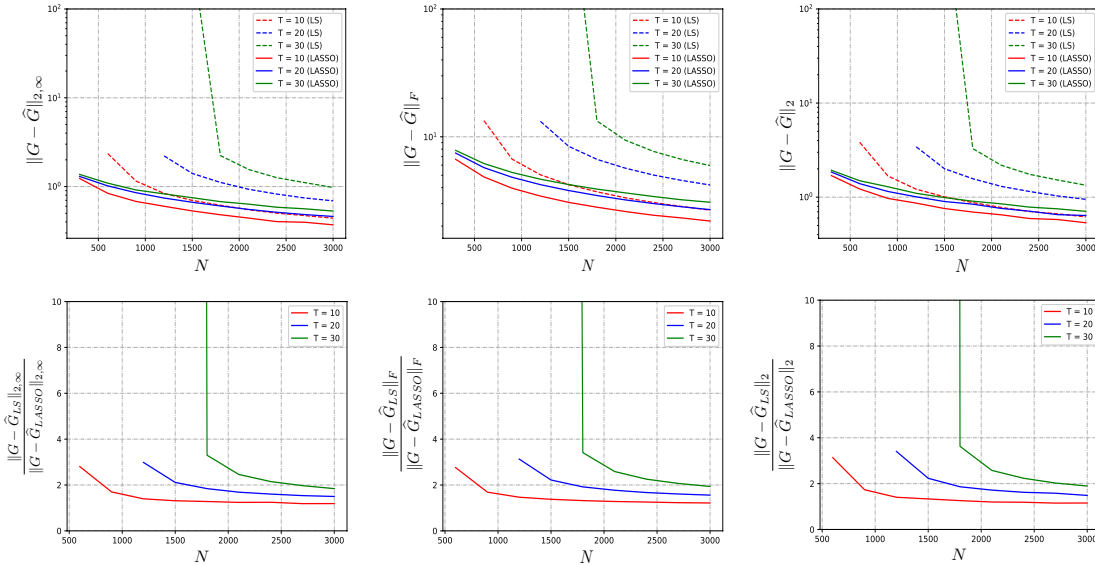 ‖G − Ĝ‖₂,∞
10²
10¹
10⁰
T = 10 (LS)
T = 20 (LS)
T = 30 (LS)
T = 10 (LASSO)
T = 20 (LASSO)
T = 30 (LASSO)
500 1000 1500 2000 2500 3000
N
‖G − Ĝ‖F
10¹
T = 10 (LS)
T = 20 (LS)
T = 30 (LS)
T = 10 (LASSO)
T = 20 (LASSO)
T = 30 (LASSO)
500 1000 1500 2000 2500 3000
N
‖G − Ĝ‖₂
10²
10¹
10⁰
T = 10 (LS)
T = 20 (LS)
T = 30 (LS)
T = 10 (LASSO)
T = 20 (LASSO)
T = 30 (LASSO)
500 1000 1500 2000 2500 3000
N
‖G − ĜLS‖₂,∞
‖G − ĜLASSO‖₂,∞
10
8
6
4
2
0
T = 10
T = 20
T = 30
500 1000 1500 2000 2500 3000
N
‖G − ĜLS‖F
‖G − ĜLASSO‖F
10
8
6
4
2
0
T = 10
T = 20
T = 30
500 1000 1500 2000 2500 3000
N
‖G − ĜLS‖₂
‖G − ĜLASSO‖₂
10
8
6
4
2
0
T = 10
T = 20
T = 30
500 1000 1500 2000 2500 3000
N